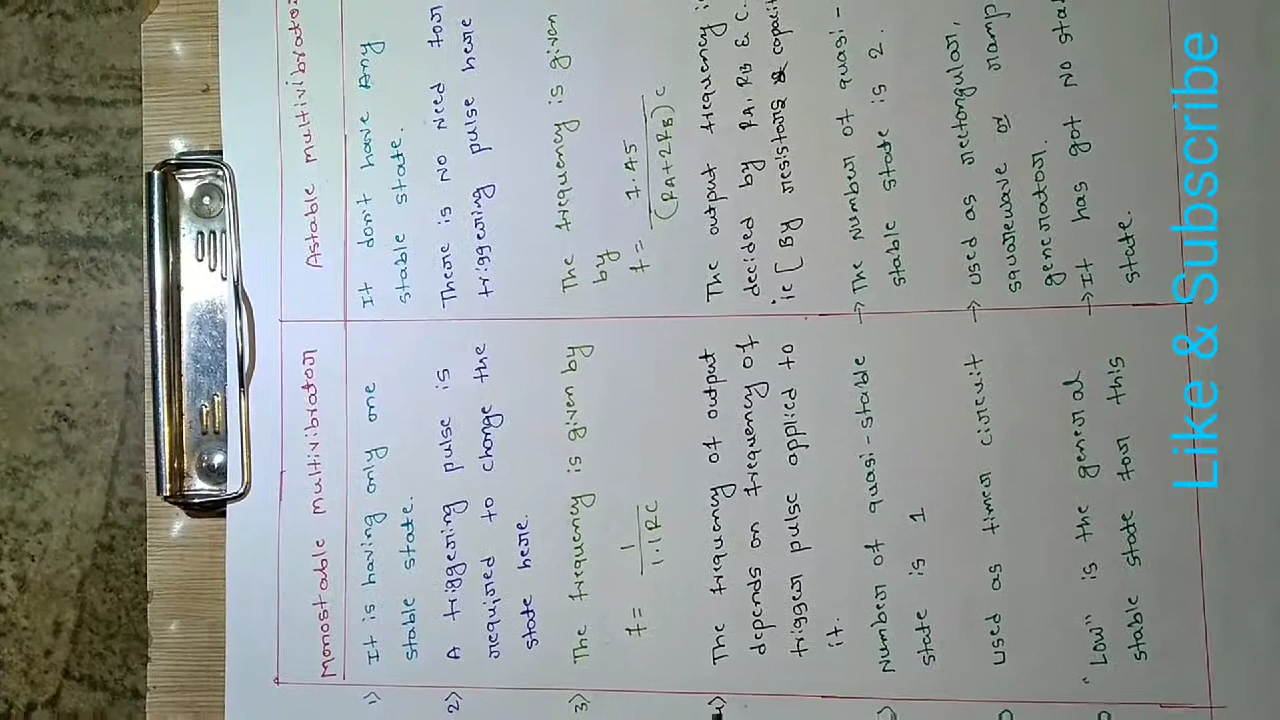 Monostable multivibrator
1) It is having only one
stable state.
2) A triggering pulse is
required to change the
state here.
3) The frequency is given by
f = 1 / 1.1RC
4) The frequency of output
depends on frequency of
trigger pulse applied to
it.
Number of quasi-stable
state is 1
used as timer circuit
"Low" is the general
stable state for this
Astable multivibrator
It don't have Any
stable state.
There is no Need for
triggering pulse here
The frequency is given
by
f = 1.45 / (RA+2RB)C
The output frequency
decided by RA, RB & C.
ie [By resistors &
→ The Number of quasi-
stable state is 2.
→ used as rectangular,
squarewave or ramp
generator.
→ It has got No
state.
Like & Subscribe